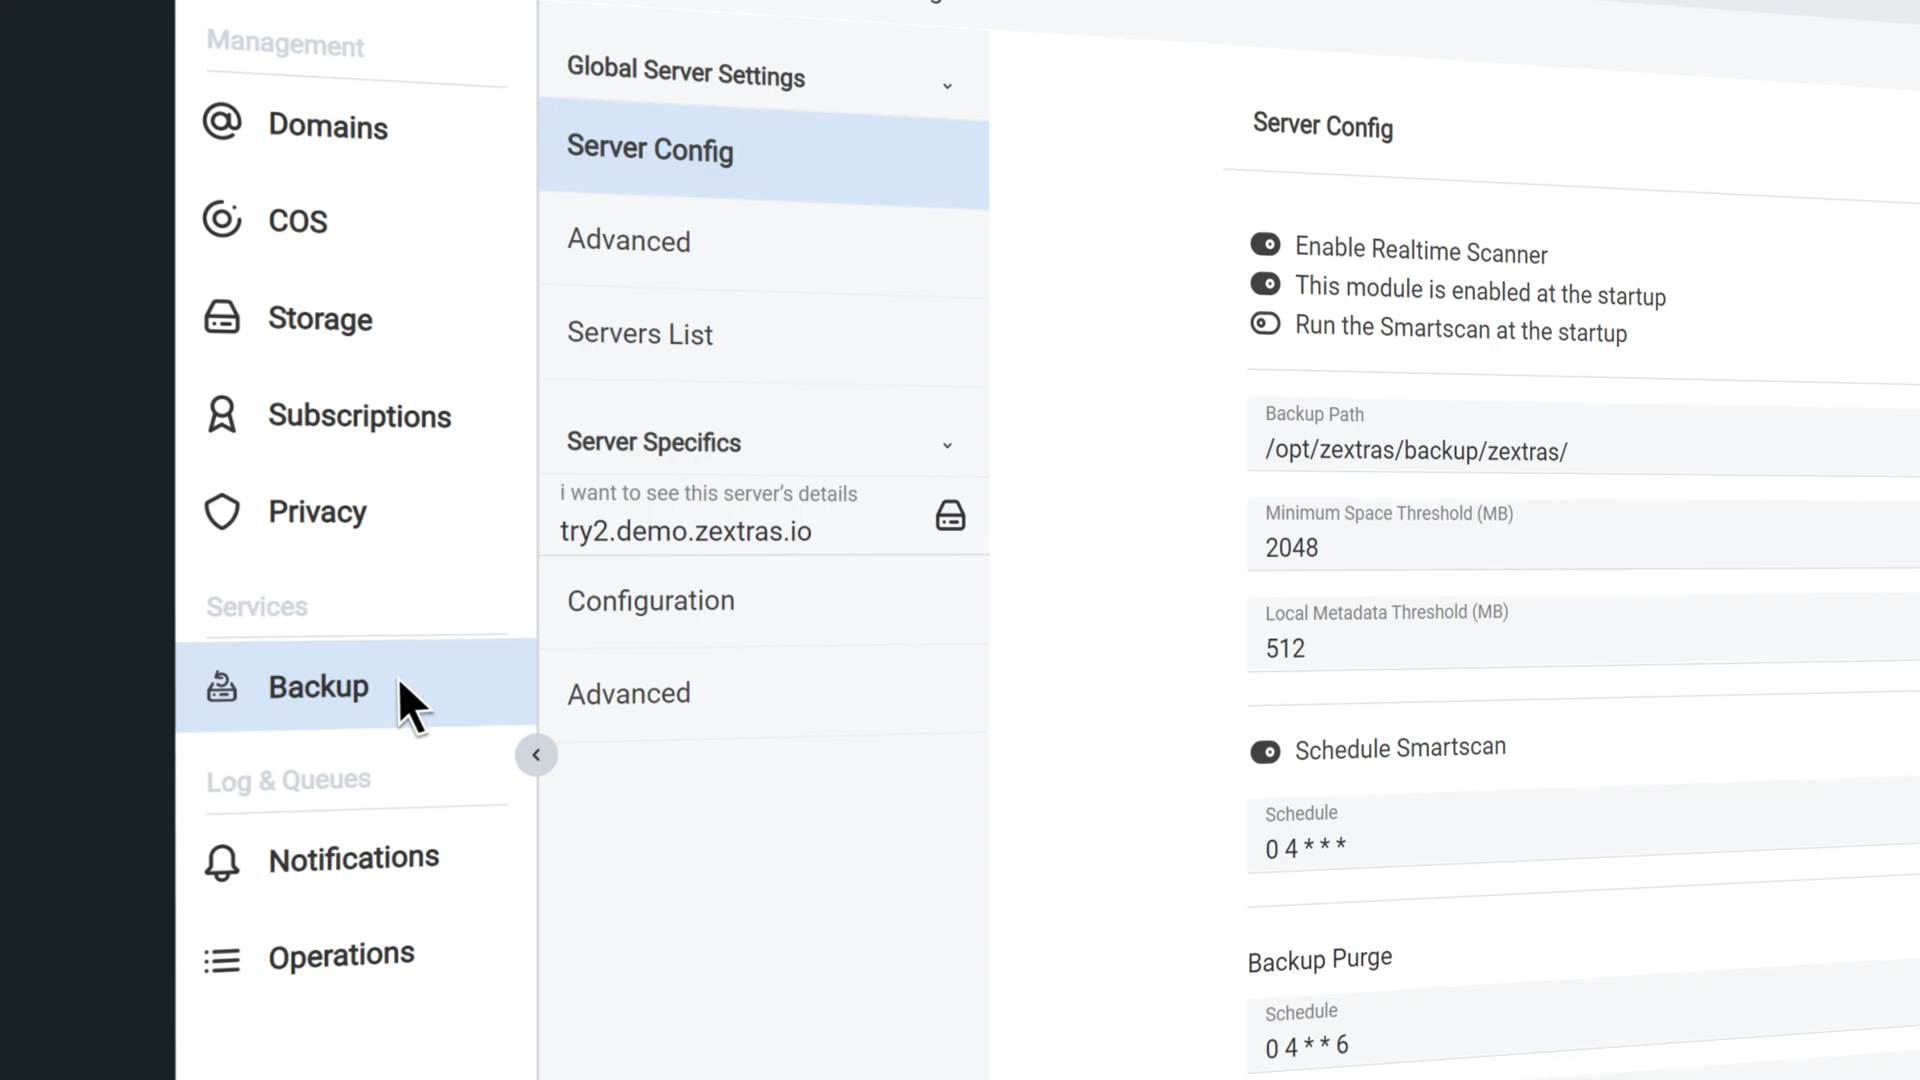 Management
Domains
COS
Storage
Subscriptions
Privacy
Services
Backup
Log & Queues
Notifications
Operations
Global Server Settings
Server Config
Advanced
Servers List
Server Specifics
i want to see this server's details
try2.demo.zextras.io
Configuration
Advanced
Server Config
Enable Realtime Scanner
This module is enabled at the startup
Run the Smartscan at the startup
Backup Path
/opt/zextras/backup/zextras/
Minimum Space Threshold (MB)
2048
Local Metadata Threshold (MB)
512
Schedule Smartscan
Schedule
0 4 * * *
Backup Purge
Schedule
0 4 * * 6